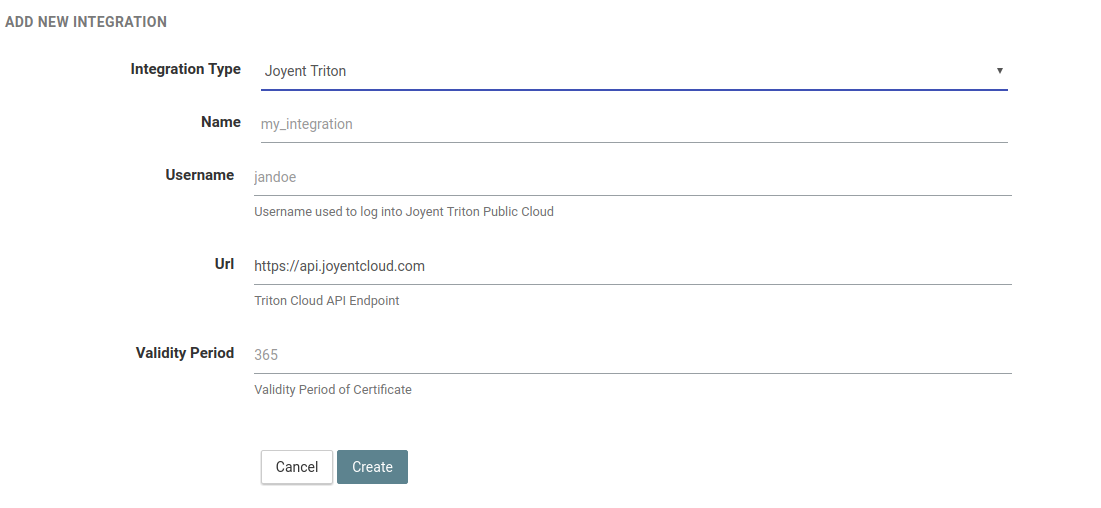 ADD NEW INTEGRATION
Integration Type Joyent Triton
Name my_integration
Username jandoe
Username used to log into Joyent Triton Public Cloud
Url https://api.joyentcloud.com
Triton Cloud API Endpoint
Validity Period 365
Validity Period of Certificate
Cancel Create